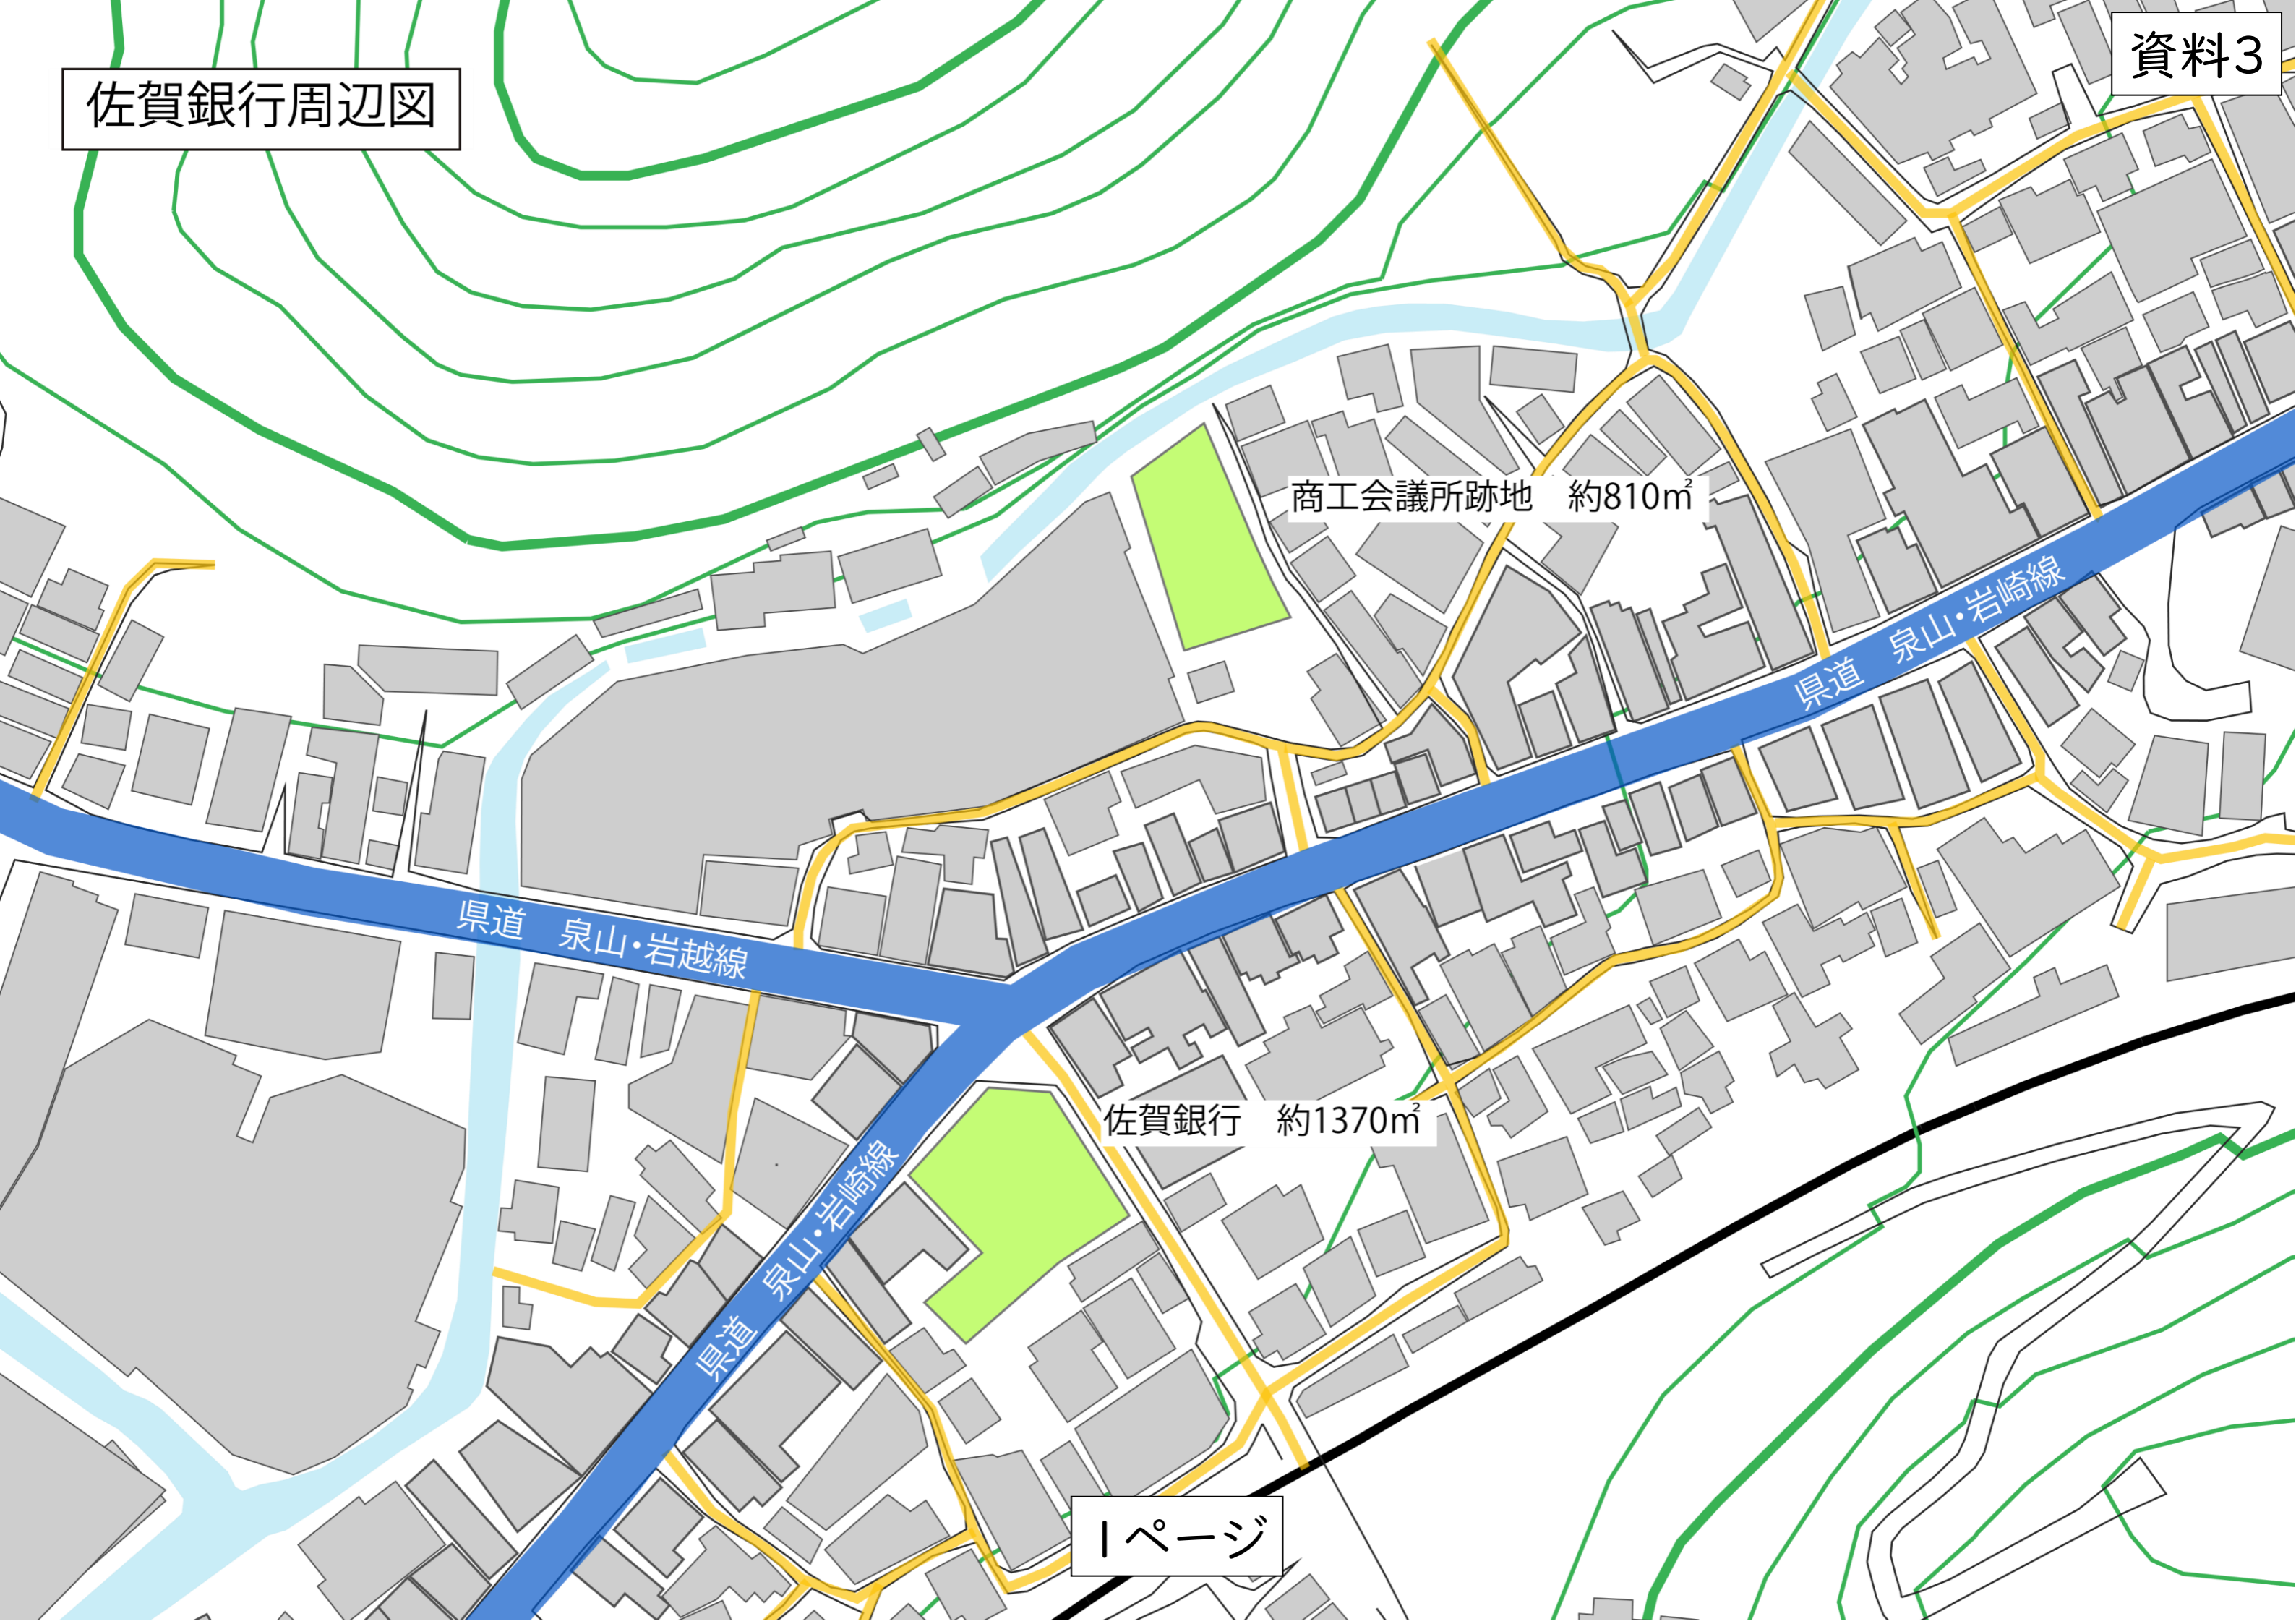 佐賀銀行周辺図
資料3
商工会議所跡地　約810㎡
県道　泉山・岩崎線
県道　泉山・岩越線
佐賀銀行　約1370㎡
県道　泉山・岩崎線
1ページ